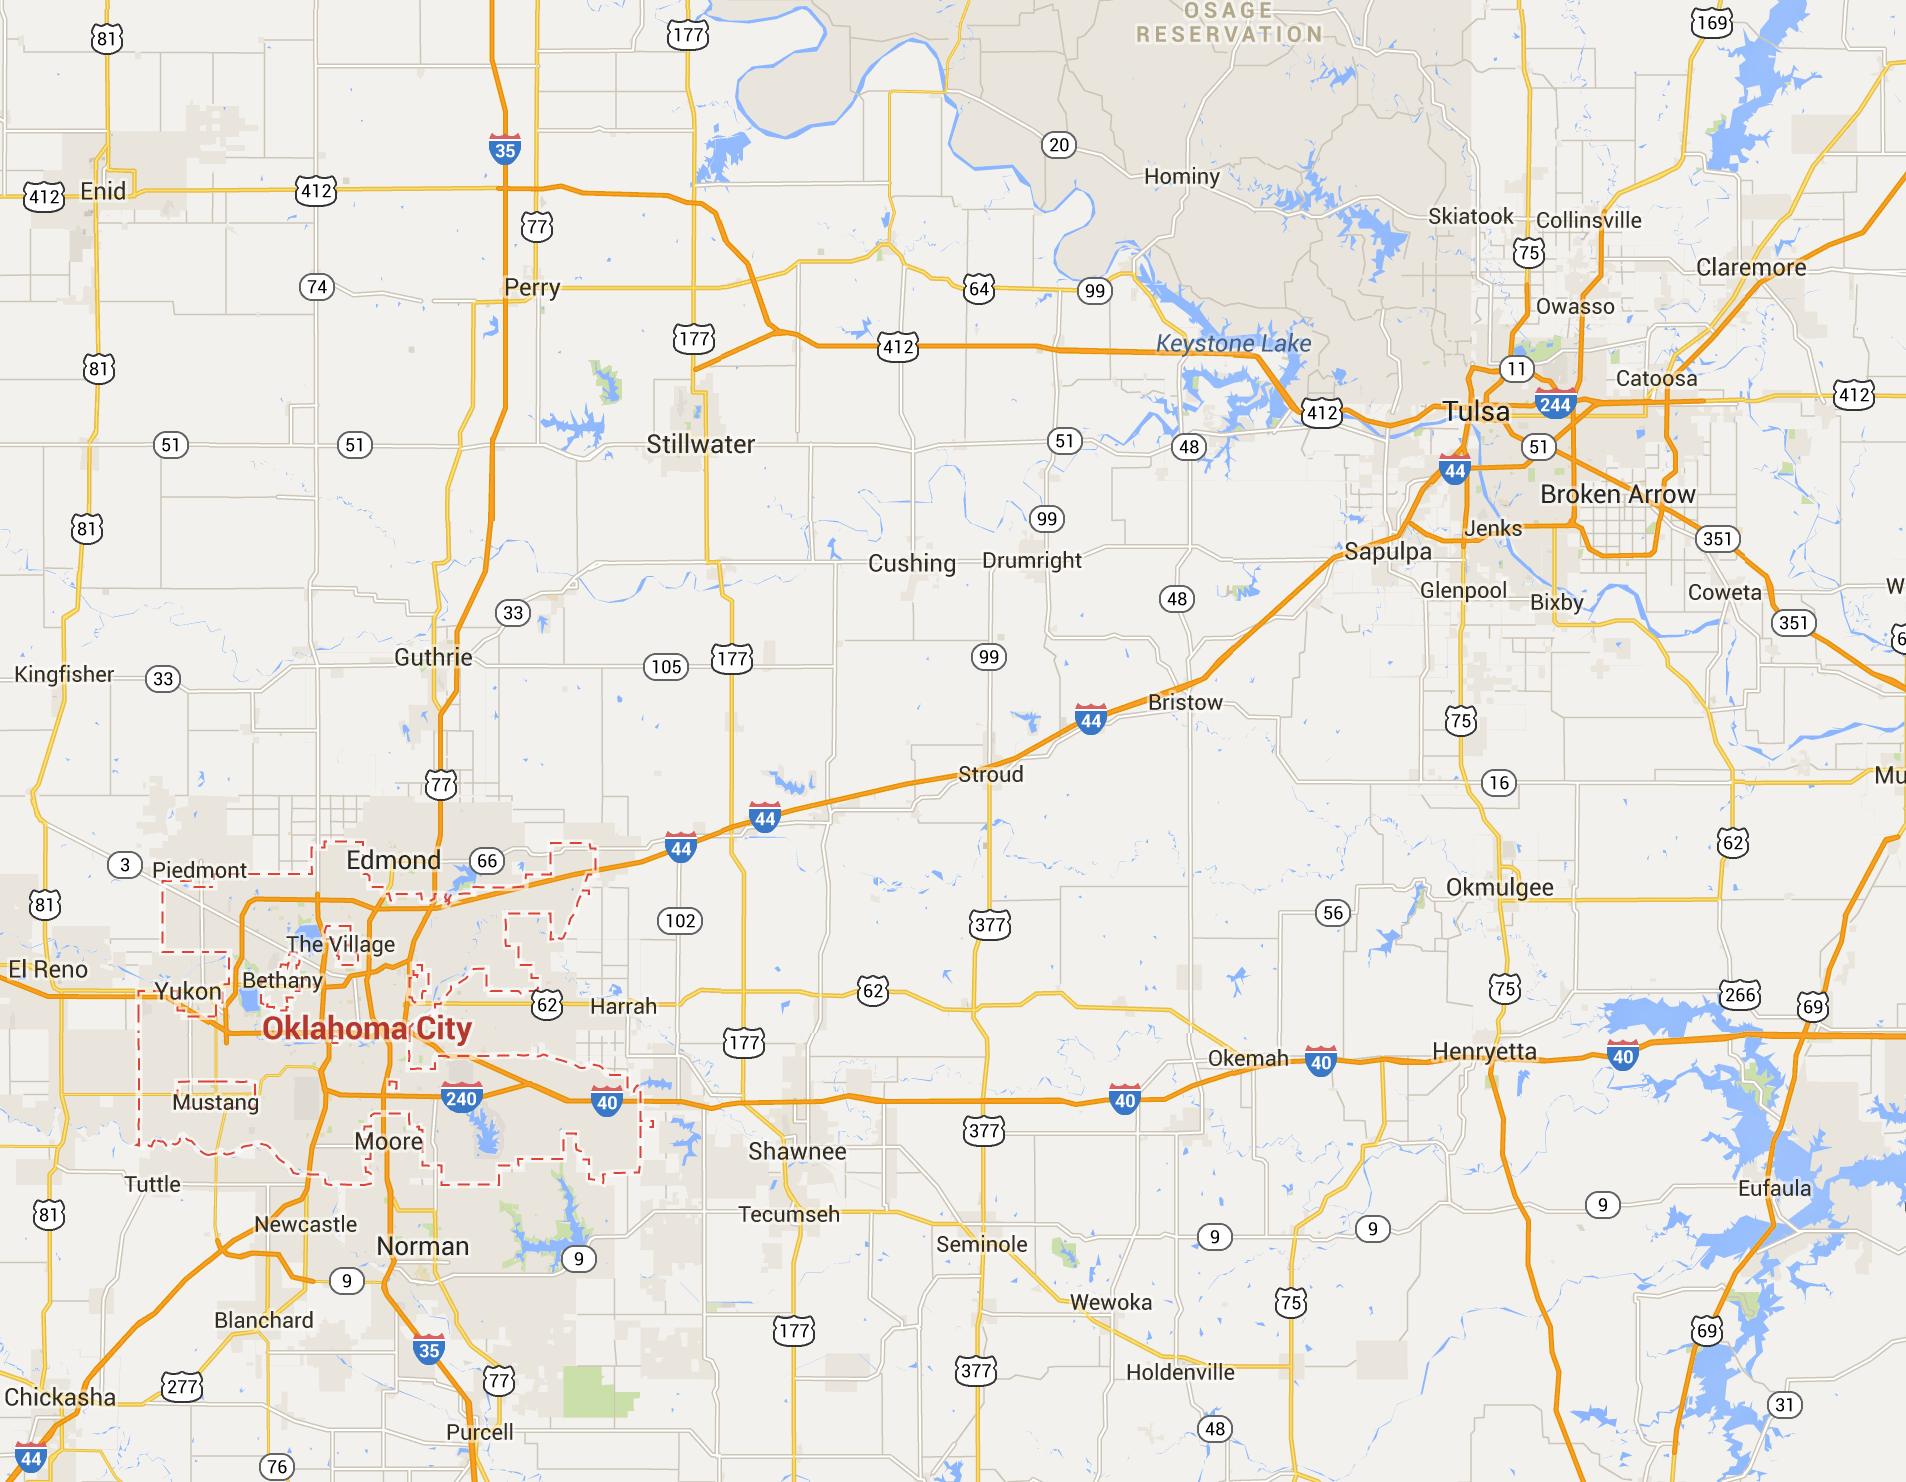 OSAGE
RESERVATION
81
177
169
35
20
Hominy
412
Enid
412
77
Skiatook
Collinsville
75
Claremore
74
Perry
64
99
Owasso
177
412
Keystone Lake
81
11
Catoosa
412
Tulsa
244
412
51
51
Stillwater
51
48
51
44
Broken Arrow
81
99
Jenks
351
Cushing
Drumright
Sapulpa
Glenpool
Bixby
Coweta
W
33
48
351
6
Kingfisher
33
Guthrie
105
177
99
Bristow
44
75
77
Stroud
16
Mu
44
44
62
3
Piedmont
Edmond
66
Okmulgee
81
102
377
56
The Village
El Reno
Bethany
Yukon
62
Harrah
62
75
266
69
Oklahoma City
177
Okemah
40
Henryetta
40
Mustang
240
40
40
Moore
Shawnee
377
Tuttle
Eufaula
81
Newcastle
Tecumseh
9
9
9
Norman
9
Seminole
9
Blanchard
Wewoka
75
177
69
35
Chickasha
277
77
377
Holdenville
31
Purcell
48
44
76